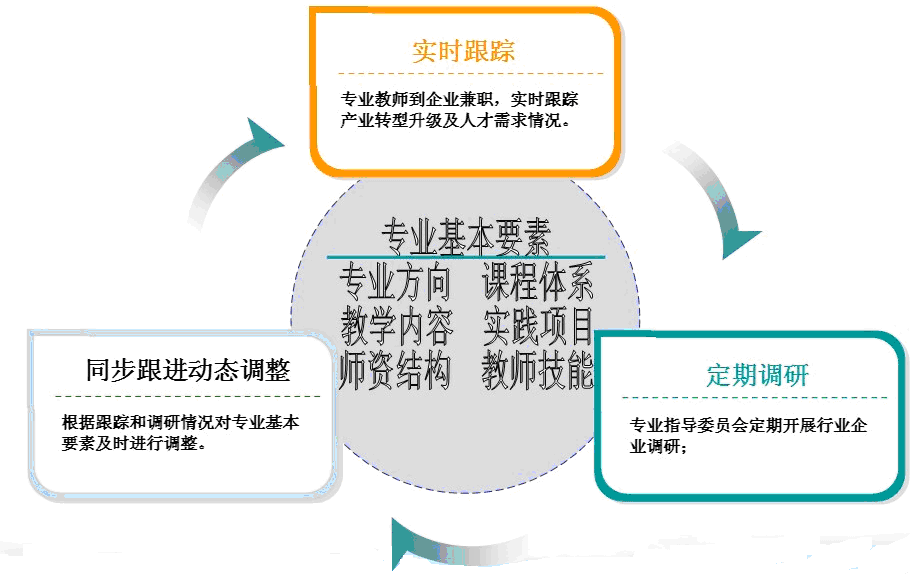 实时跟踪
专业教师到企业兼职，实时跟踪
产业转型升级及人才需求情况。
专业基本要素
专业方向 课程体系
教学内容 实践项目
师资结构 教师技能
同步跟进动态调整
根据跟踪和调研情况对专业基本
要素及时进行调整。
定期调研
专业指导委员会定期开展行业企
业调研；